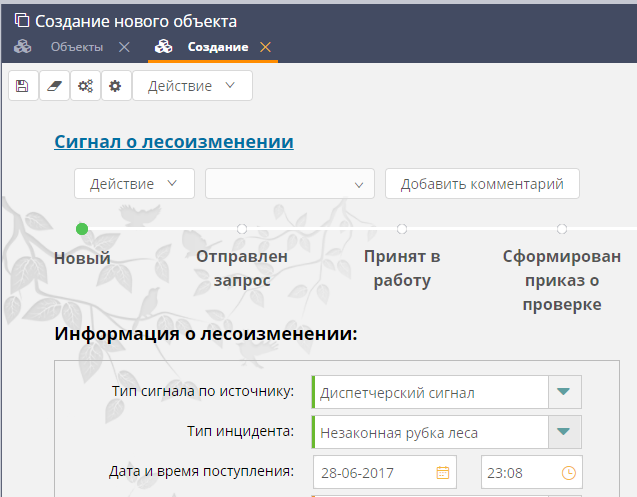 Создание нового объекта
Объекты
Создание
Действие
Сигнал о лесоизменении
Действие
Добавить комментарий
Новый
Отправлен
запрос
Принят в
работу
Сформирован
приказ о
проверке
Информация о лесоизменении:
Тип сигнала по источнику: Диспетчерский сигнал
Тип инцидента: Незаконная рубка леса
Дата и время поступления: 28-06-2017 23:08